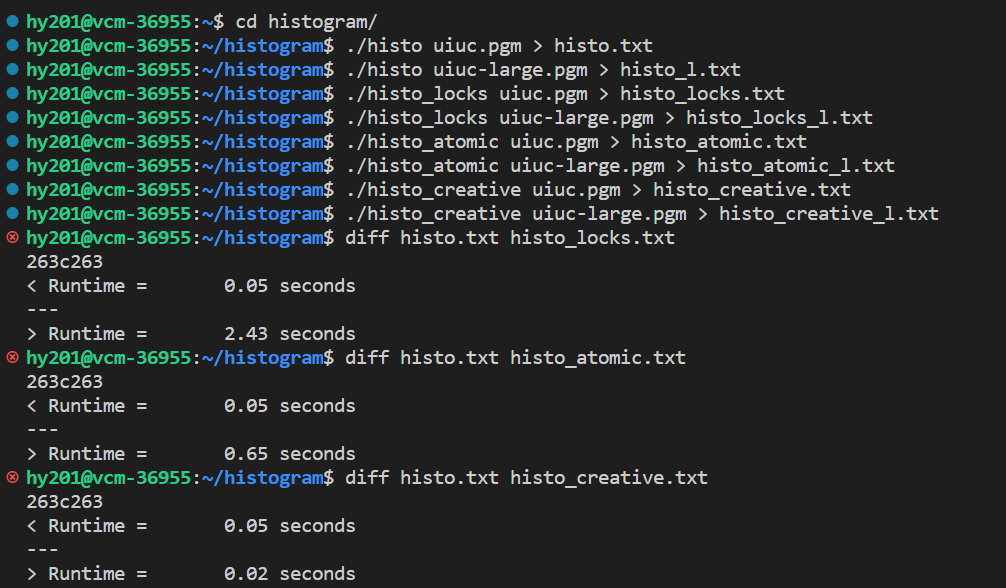 hy201@vcm-36955:~$ cd histogram/
hy201@vcm-36955:~/histogram$ ./histo uiuc.pgm > histo.txt
hy201@vcm-36955:~/histogram$ ./histo uiuc-large.pgm > histo_l.txt
hy201@vcm-36955:~/histogram$ ./histo_locks uiuc.pgm > histo_locks.txt
hy201@vcm-36955:~/histogram$ ./histo_locks uiuc-large.pgm > histo_locks_l.txt
hy201@vcm-36955:~/histogram$ ./histo_atomic uiuc.pgm > histo_atomic.txt
hy201@vcm-36955:~/histogram$ ./histo_atomic uiuc-large.pgm > histo_atomic_l.txt
hy201@vcm-36955:~/histogram$ ./histo_creative uiuc.pgm > histo_creative.txt
hy201@vcm-36955:~/histogram$ ./histo_creative uiuc-large.pgm > histo_creative_l.txt
hy201@vcm-36955:~/histogram$ diff histo.txt histo_locks.txt
263c263
< Runtime =       0.05 seconds
---
> Runtime =       2.43 seconds
hy201@vcm-36955:~/histogram$ diff histo.txt histo_atomic.txt
263c263
< Runtime =       0.05 seconds
---
> Runtime =       0.65 seconds
hy201@vcm-36955:~/histogram$ diff histo.txt histo_creative.txt
263c263
< Runtime =       0.05 seconds
---
> Runtime =       0.02 seconds